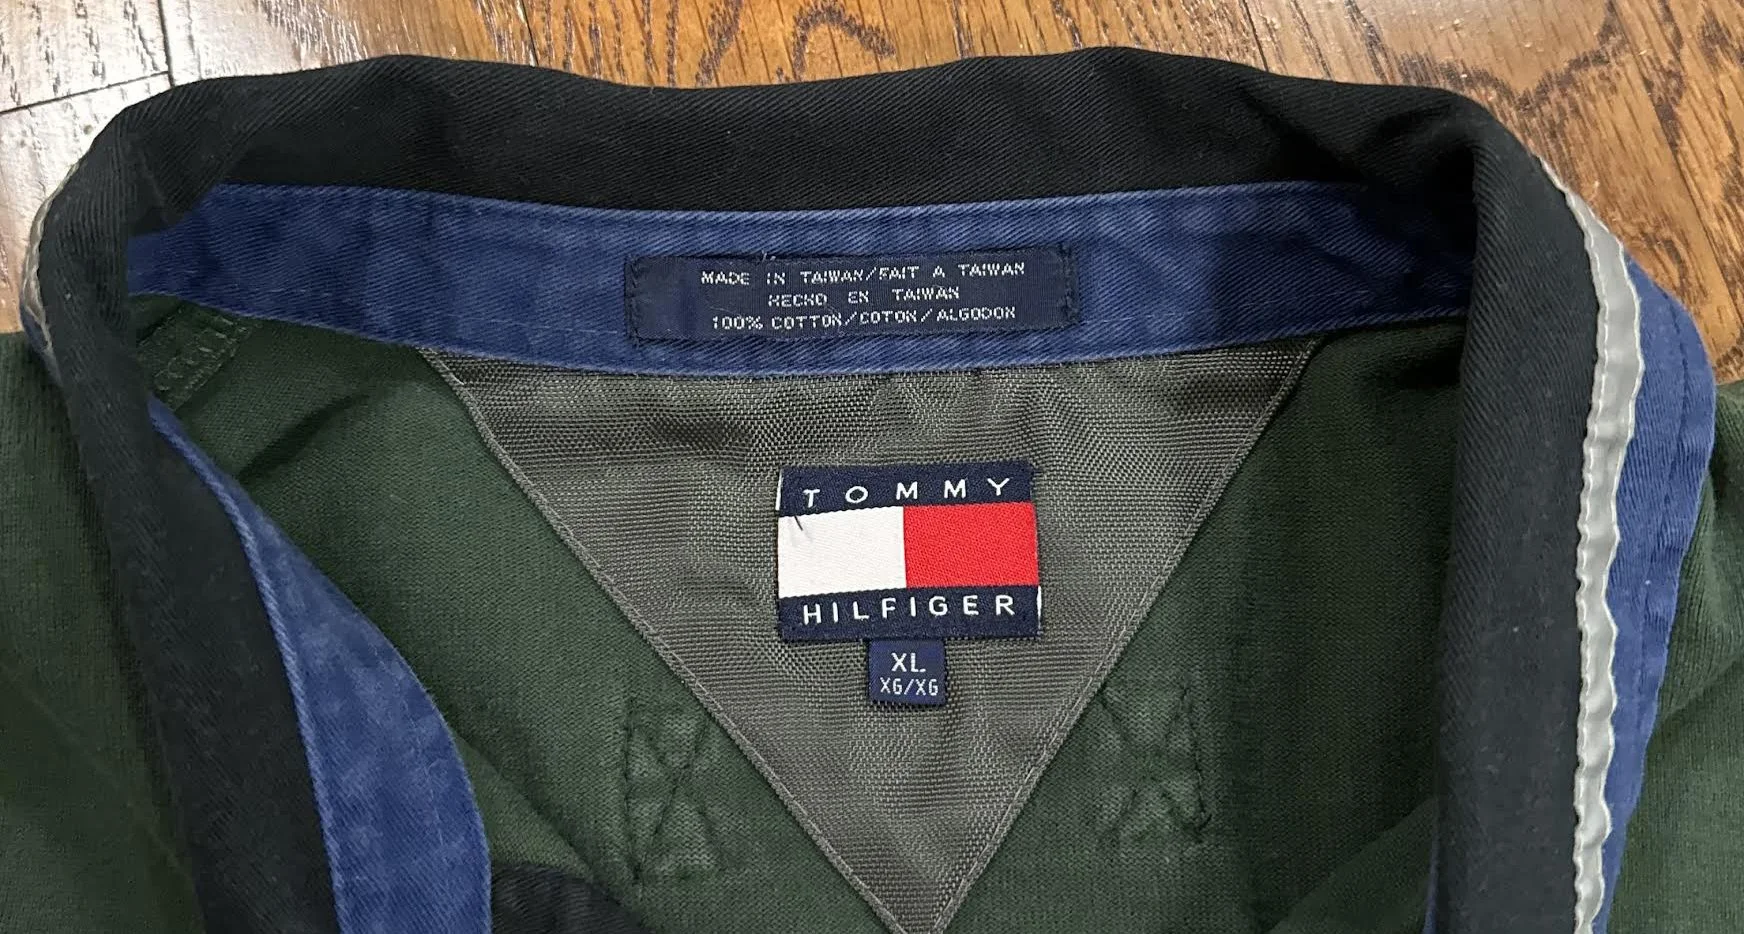 MADE IN TAIWAN/FAIT A TAIWAN
HECHO EN TAIWAN
100% COTTON/COTON/ALGODON
TOMMY
HILFIGER
XL
XG/XG